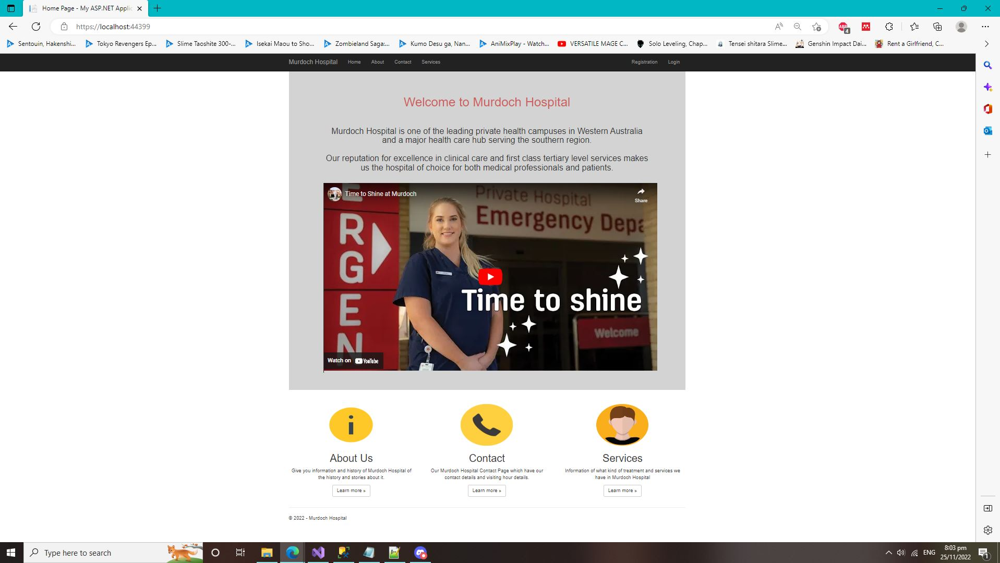 Home Page - My ASP.NET Applic
https://localhost:44399
ABP
4
Sentouin, Hakenshi...
Tokyo Revengers Ep...
Slime Taoshite 300-...
Isekai Maou to Sho...
Zombieland Saga:...
Kumo Desu ga, Nan...
AniMixPlay - Watch...
VERSATILE MAGE C...
Solo Leveling, Chap...
Tensei shitara Slime...
Genshin Impact Dai...
Rent a Girlfriend, C...
Murdoch Hospital
Home
About
Contact
Services
Registration
Login
Welcome to Murdoch Hospital
Murdoch Hospital is one of the leading private health campuses in Western Australia
and a major health care hub serving the southern region.
Our reputation for excellence in clinical care and first class tertiary level services makes
us the hospital of choice for both medical professionals and patients.
Time to Shine at Murdoch
Share
Private Hospital
Emergency Depa
E
R
G
E
N
Time to shine
Welcome
Watch on YouTube
About Us
Give you information and history of Murdoch Hospital of
the history and stories about it.
Learn more »
Contact
Our Murdoch Hospital Contact Page which have our
contact details and visiting hour details.
Learn more »
Services
Information of what kind of treatment and services we
have in Murdoch Hospital
Learn more »
© 2022 - Murdoch Hospital
Type here to search
ENG
8:03 pm
25/11/2022
1